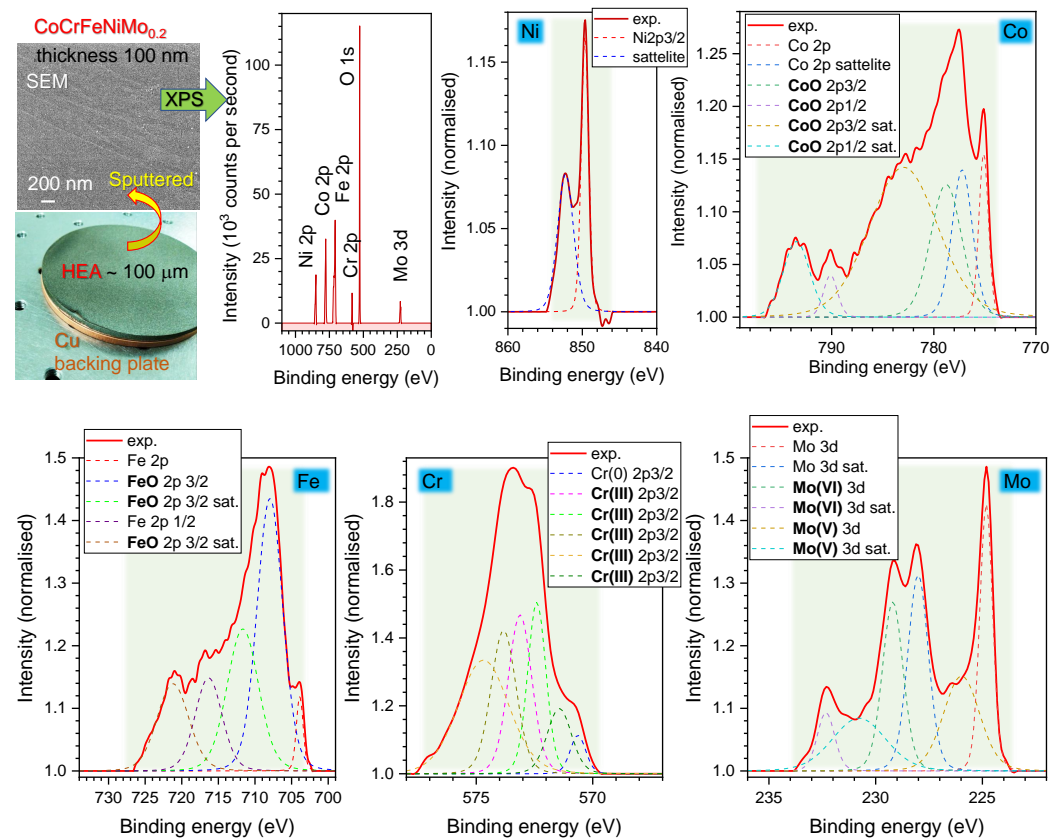 CoCrFeNiMo0.2
thickness 100 nm
SEM
200 nm
Sputtered
XPS
HEA ~ 100 μm
Cu
backing plate
Intensity (10³ counts per second)
100
75
50
25
0
Ni 2p
Co 2p
Fe 2p
Cr 2p
O 1s
Mo 3d
1000 750 500 250 0
Binding energy (eV)
Ni
exp.
Ni2p3/2
sattelite
Intensity (normalised)
1.15
1.10
1.05
1.00
860 850 840
Binding energy (eV)
Co
exp.
Co 2p
Co 2p sattelite
CoO 2p3/2
CoO 2p1/2
CoO 2p3/2 sat.
CoO 2p1/2 sat.
Intensity (normalised)
1.25
1.20
1.15
1.10
1.05
1.00
790 780 770
Binding energy (eV)
Fe
exp.
Fe 2p
FeO 2p 3/2
FeO 2p 3/2 sat.
Fe 2p 1/2
FeO 2p 3/2 sat.
Intensity (normalised)
1.5
1.4
1.3
1.2
1.1
1.0
730 725 720 715 710 705 700
Binding energy (eV)
Cr
exp.
Cr(0) 2p3/2
Cr(III) 2p3/2
Cr(III) 2p3/2
Cr(III) 2p3/2
Cr(III) 2p3/2
Cr(III) 2p3/2
Intensity (normalised)
1.8
1.6
1.4
1.2
1.0
575 570
Binding energy (eV)
Mo
exp.
Mo 3d
Mo 3d sat.
Mo(VI) 3d
Mo(VI) 3d sat.
Mo(V) 3d
Mo(V) 3d sat.
Intensity (normalised)
1.5
1.4
1.3
1.2
1.1
1.0
235 230 225
Binding energy (eV)